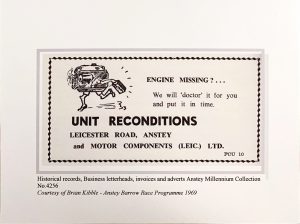 ENGINE MISSING ? . . .
We will 'doctor' it for you
and put it in time.
UNIT RECONDITIONS
LEICESTER ROAD, ANSTEY
and MOTOR COMPONENTS (LEIC.) LTD.
POU 10
Historical records, Business letterheads, invoices and adverts Anstey Millennium Collection
No.4256
Courtesy of Brian Kibble - Anstey Barrow Race Programme 1969